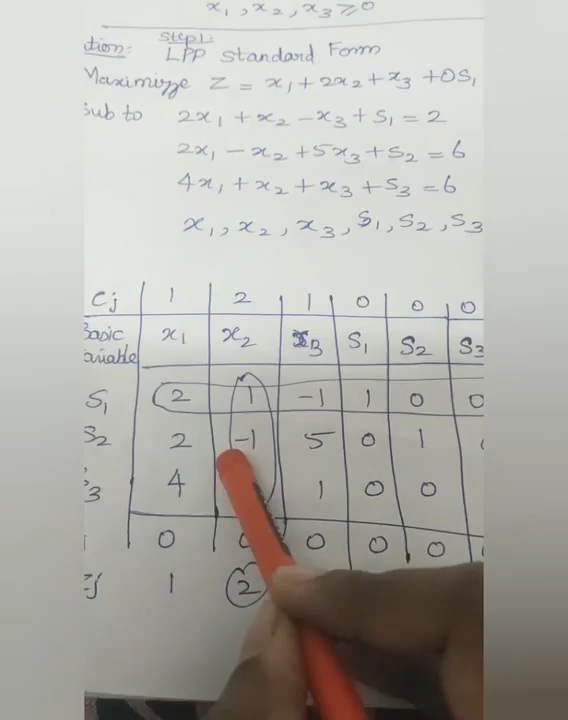 x₁, x₂, x₃ ≥ 0
tion: Step1:
LPP standard Form
Maximize Z = x₁ + 2x₂ + x₃ + 0S₁
Sub to 2x₁ + x₂ - x₃ + S₁ = 2
2x₁ - x₂ + 5x₃ + S₂ = 6
4x₁ + x₂ + x₃ + S₃ = 6
x₁, x₂, x₃, S₁, S₂, S₃
Cj 1 2 1 0 0 0
Basic variable x₁ x₂ x₃ S₁ S₂ S₃
S₁ 2 1 -1 1 0 0
S₂ 2 -1 5 0 1
S₃ 4 1 0 0
0 0 0 0
1 2